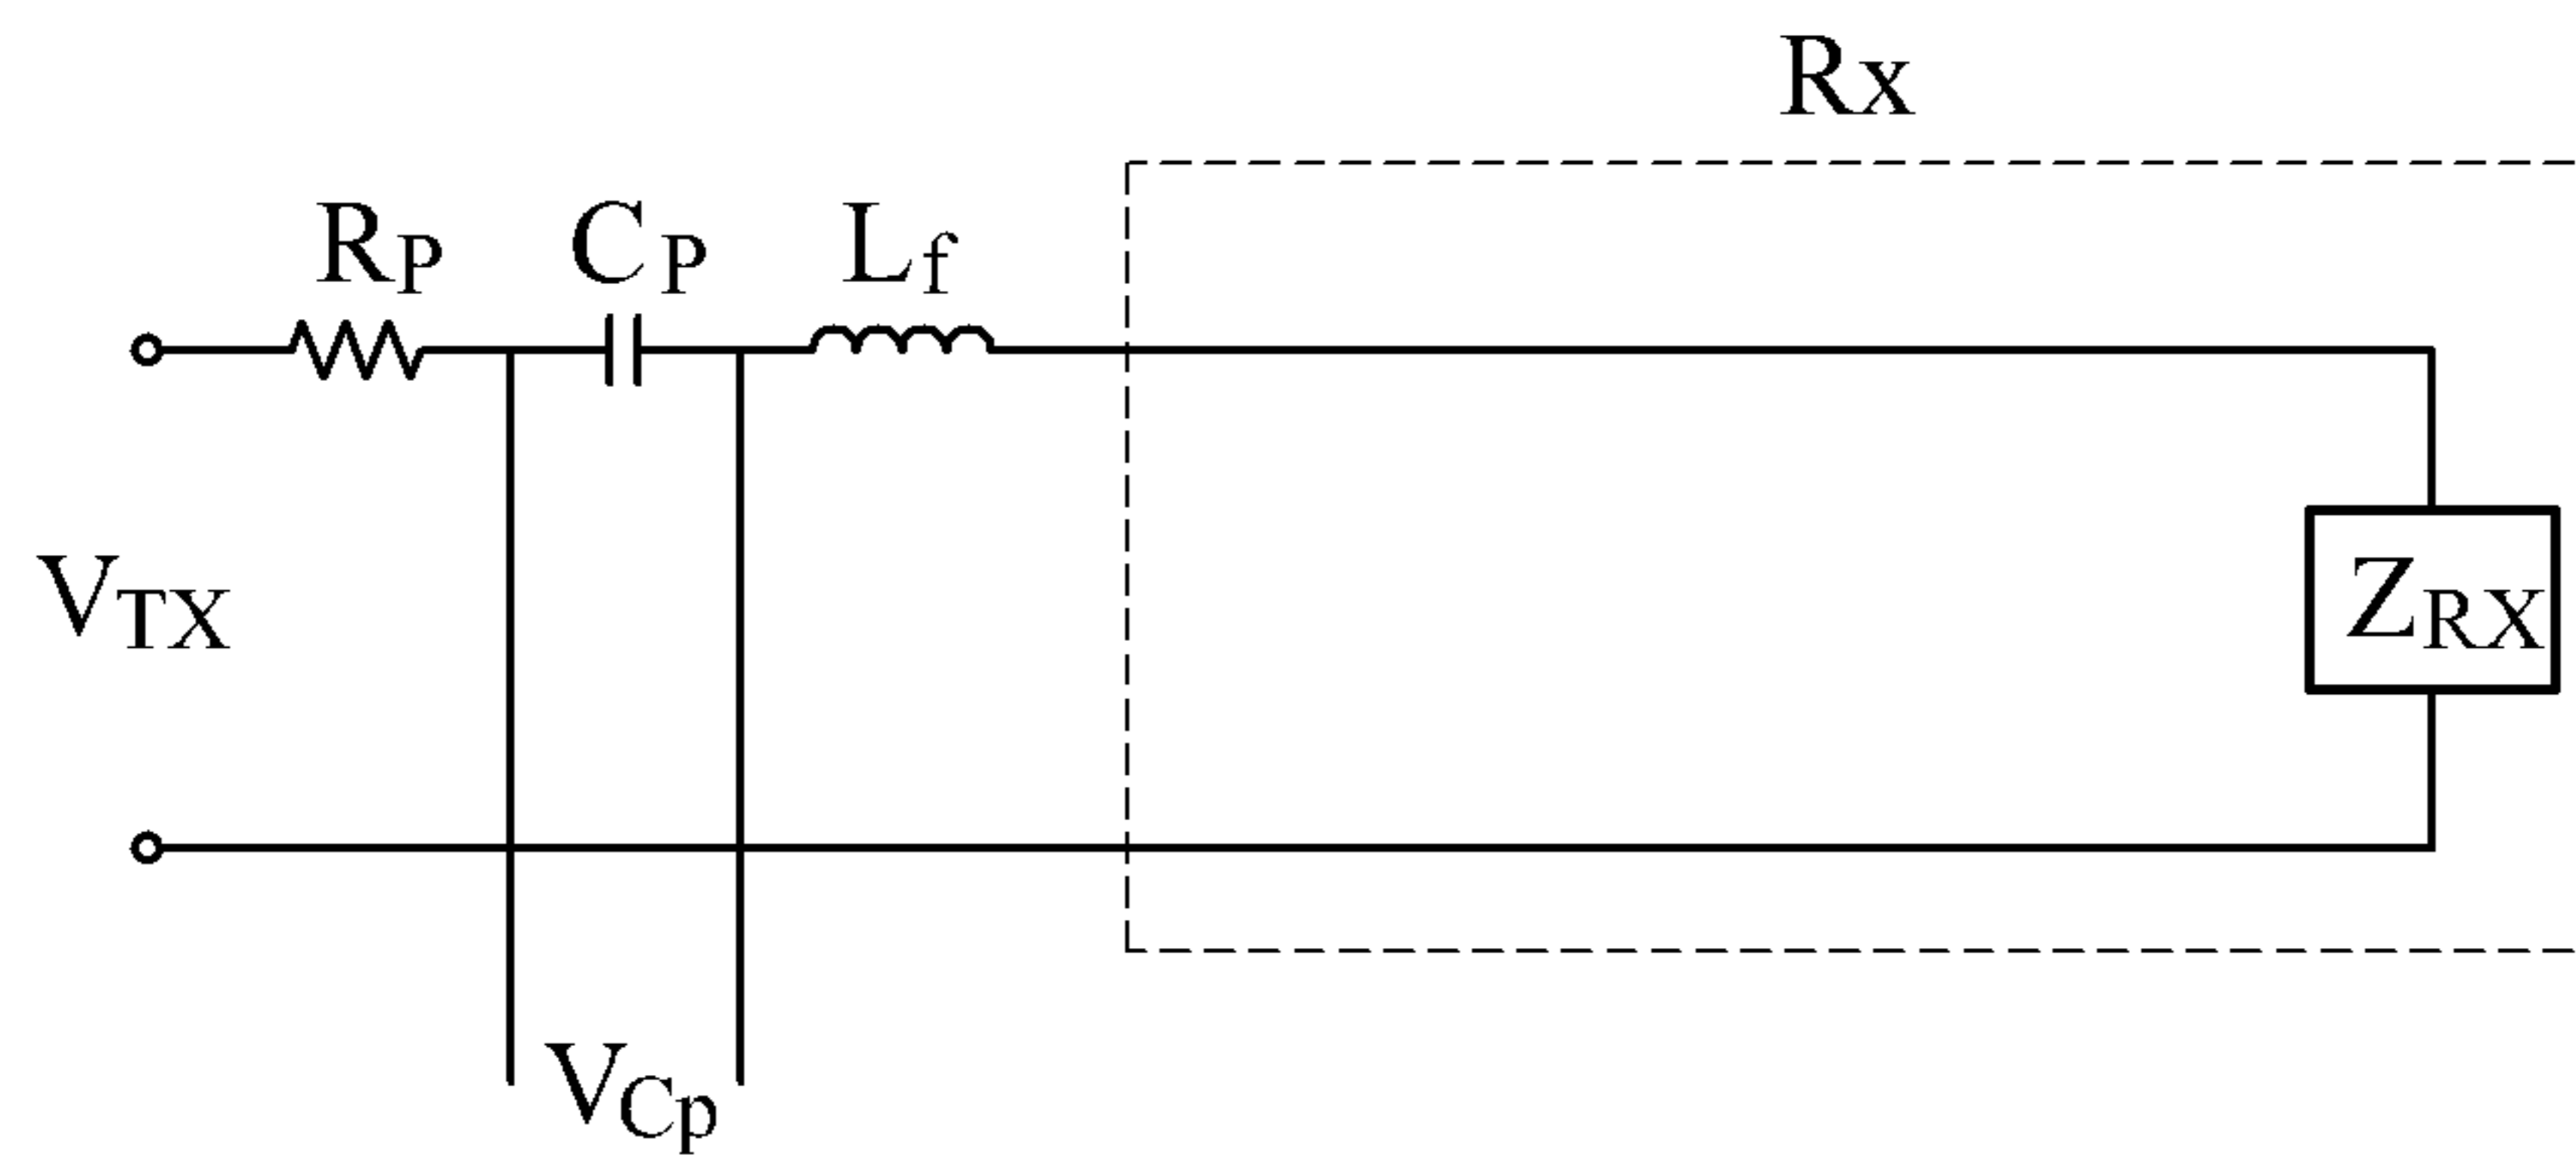 Rx
RP CP Lf
VTX
ZRX
VCp